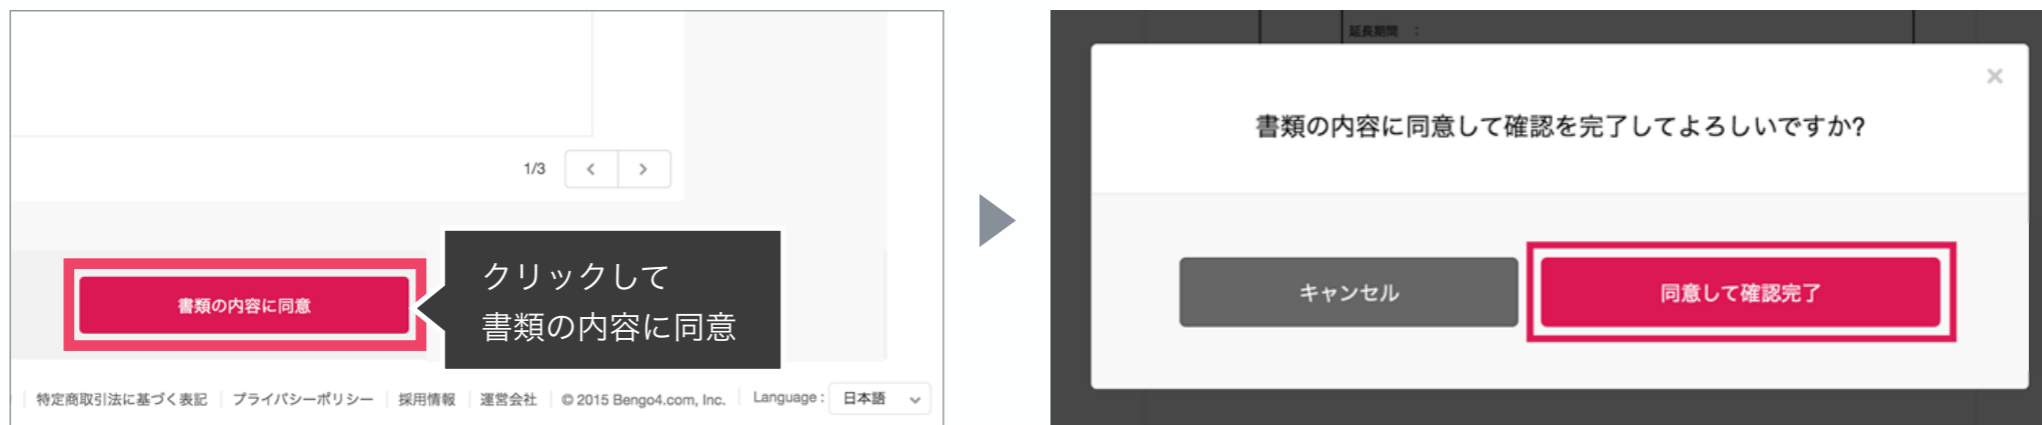 1/3
書類の内容に同意
クリックして
書類の内容に同意
特定商取引法に基づく表記 プライバシーポリシー 採用情報 運営会社 © 2015 Bengo4.com, Inc. Language : 日本語
延長期間 :
書類の内容に同意して確認を完了してよろしいですか?
キャンセル 同意して確認完了